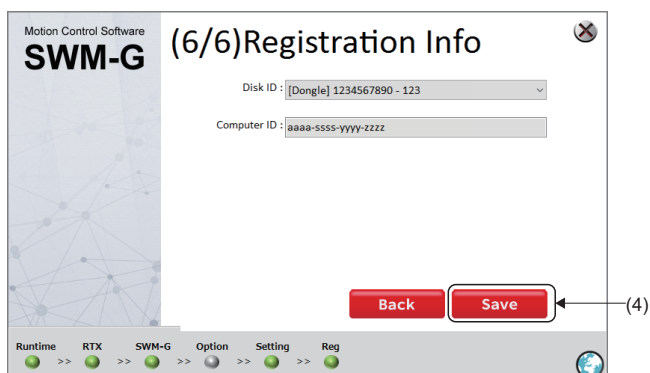 Motion Control Software
SWM-G
(6/6)Registration Info
Disk ID : [Dongle] 1234567890 - 123
Computer ID : aaaa-ssss-yyyy-zzzz
Back Save (4)
Runtime RTX SWM-G Option Setting Reg
>> >> >> >> >>